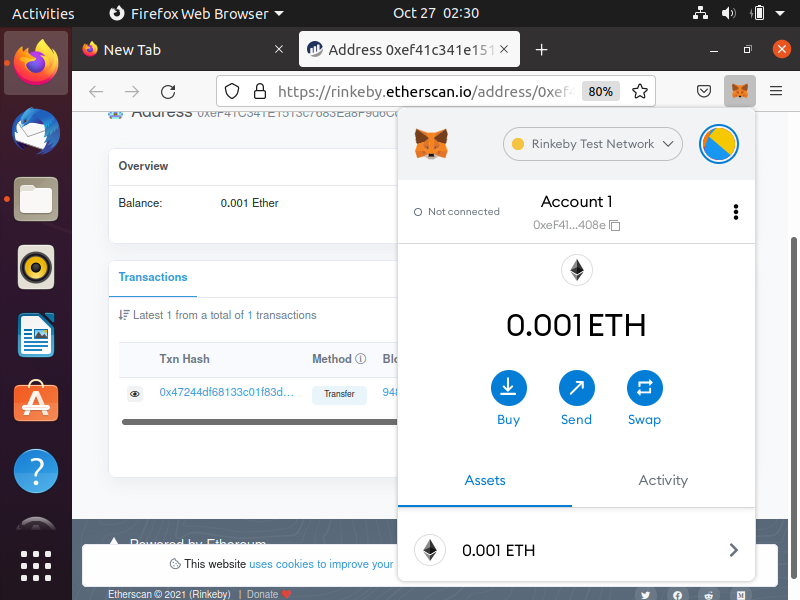 Activities
Firefox Web Browser
Oct 27 02:30
New Tab
Address 0xef41c341e151
https://rinkeby.etherscan.io/address/0xef4
80%
Address
Overview
Balance:
0.001 Ether
Transactions
Latest 1 from a total of 1 transactions
Txn Hash
Method
Blo
0x47244df68133c01f83d...
Transfer
948
Powered by Ethereum
This website uses cookies to improve your
Etherscan © 2021 (Rinkeby) | Donate
Rinkeby Test Network
Not connected
Account 1
0xeF41...408e
0.001 ETH
Buy
Send
Swap
Assets
Activity
0.001 ETH